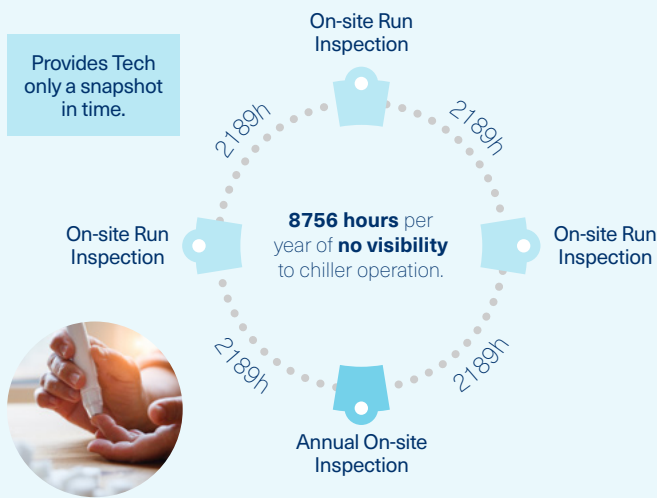 On-site Run
Inspection
Provides Tech
only a snapshot
in time.
2189h
2189h
On-site Run
Inspection
8756 hours per
year of no visibility
to chiller operation.
On-site Run
Inspection
2189h
2189h
Annual On-site
Inspection